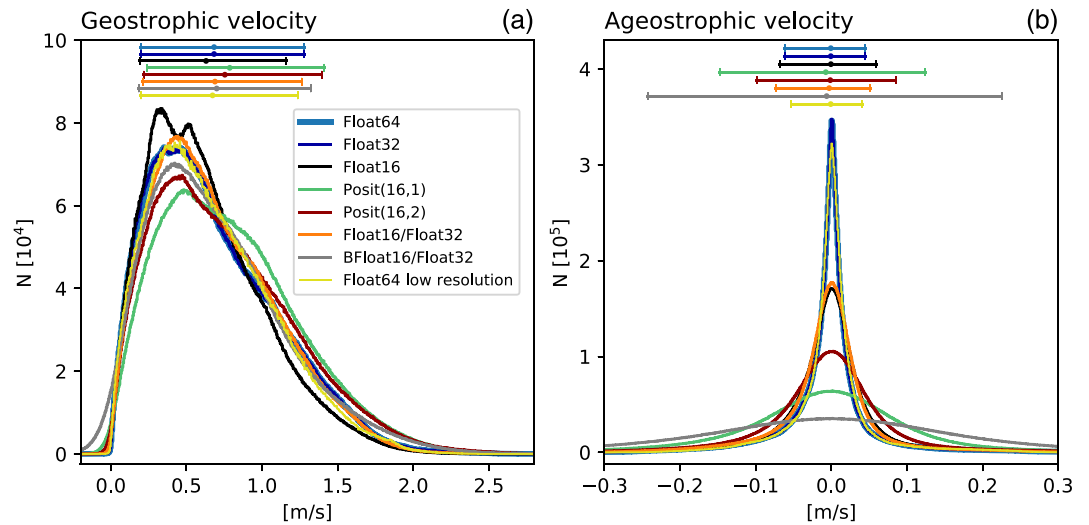 Geostrophic velocity (a)
10
8
6
4
2
0
N [10⁴]
Float64
Float32
Float16
Posit(16,1)
Posit(16,2)
Float16/Float32
BFloat16/Float32
Float64 low resolution
0.0 0.5 1.0 1.5 2.0 2.5
[m/s]
Ageostrophic velocity (b)
4
3
2
1
0
N [10⁵]
−0.3 −0.2 −0.1 0.0 0.1 0.2 0.3
[m/s]